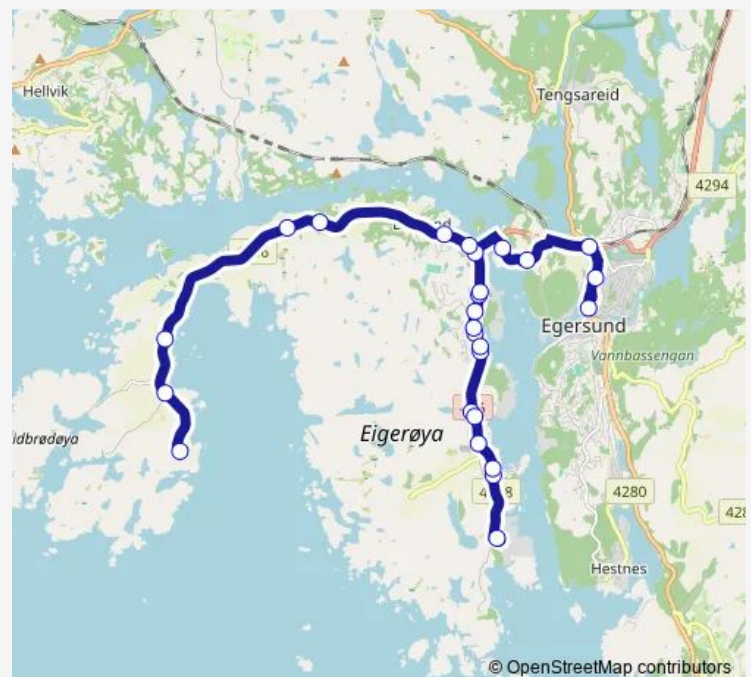 Hellvik
Tengsareid
4294
Egersund
Vannbassengan
Eigerøya
4280
Hestnes
© OpenStreetMap contributors